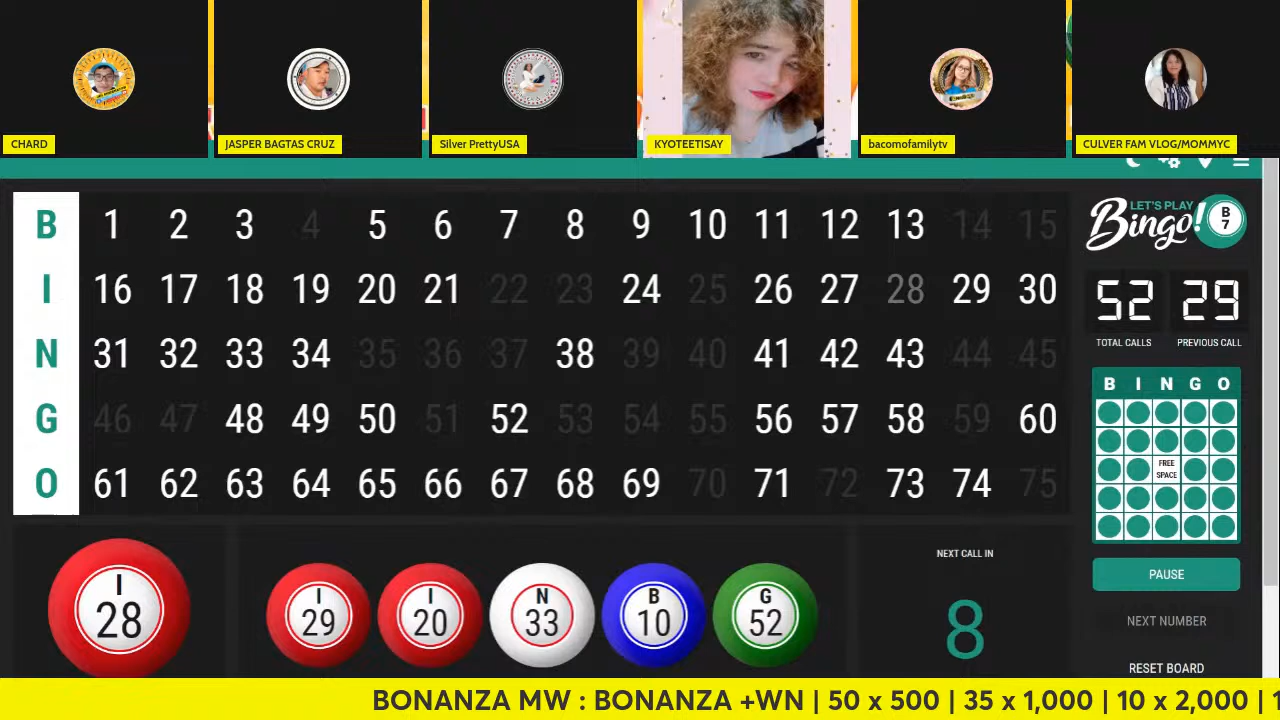 CHARD
JASPER BAGTAS CRUZ
Silver PrettyUSA
KYOTEETISAY
bacomofamilytv
CULVER FAM VLOG/MOMMYC
B 1 2 3 4 5 6 7 8 9 10 11 12 13 14 15
I 16 17 18 19 20 21 22 23 24 25 26 27 28 29 30
N 31 32 33 34 35 36 37 38 39 40 41 42 43 44 45
G 46 47 48 49 50 51 52 53 54 55 56 57 58 59 60
O 61 62 63 64 65 66 67 68 69 70 71 72 73 74 75
LET'S PLAY
Bingo!
B
7
52 29
TOTAL CALLS PREVIOUS CALL
B I N G O
FREE
SPACE
PAUSE
NEXT NUMBER
RESET BOARD
I
28
I
29
I
20
N
33
B
10
G
52
NEXT CALL IN
8
BONANZA MW : BONANZA +WN | 50 x 500 | 35 x 1,000 | 10 x 2,000 | 1